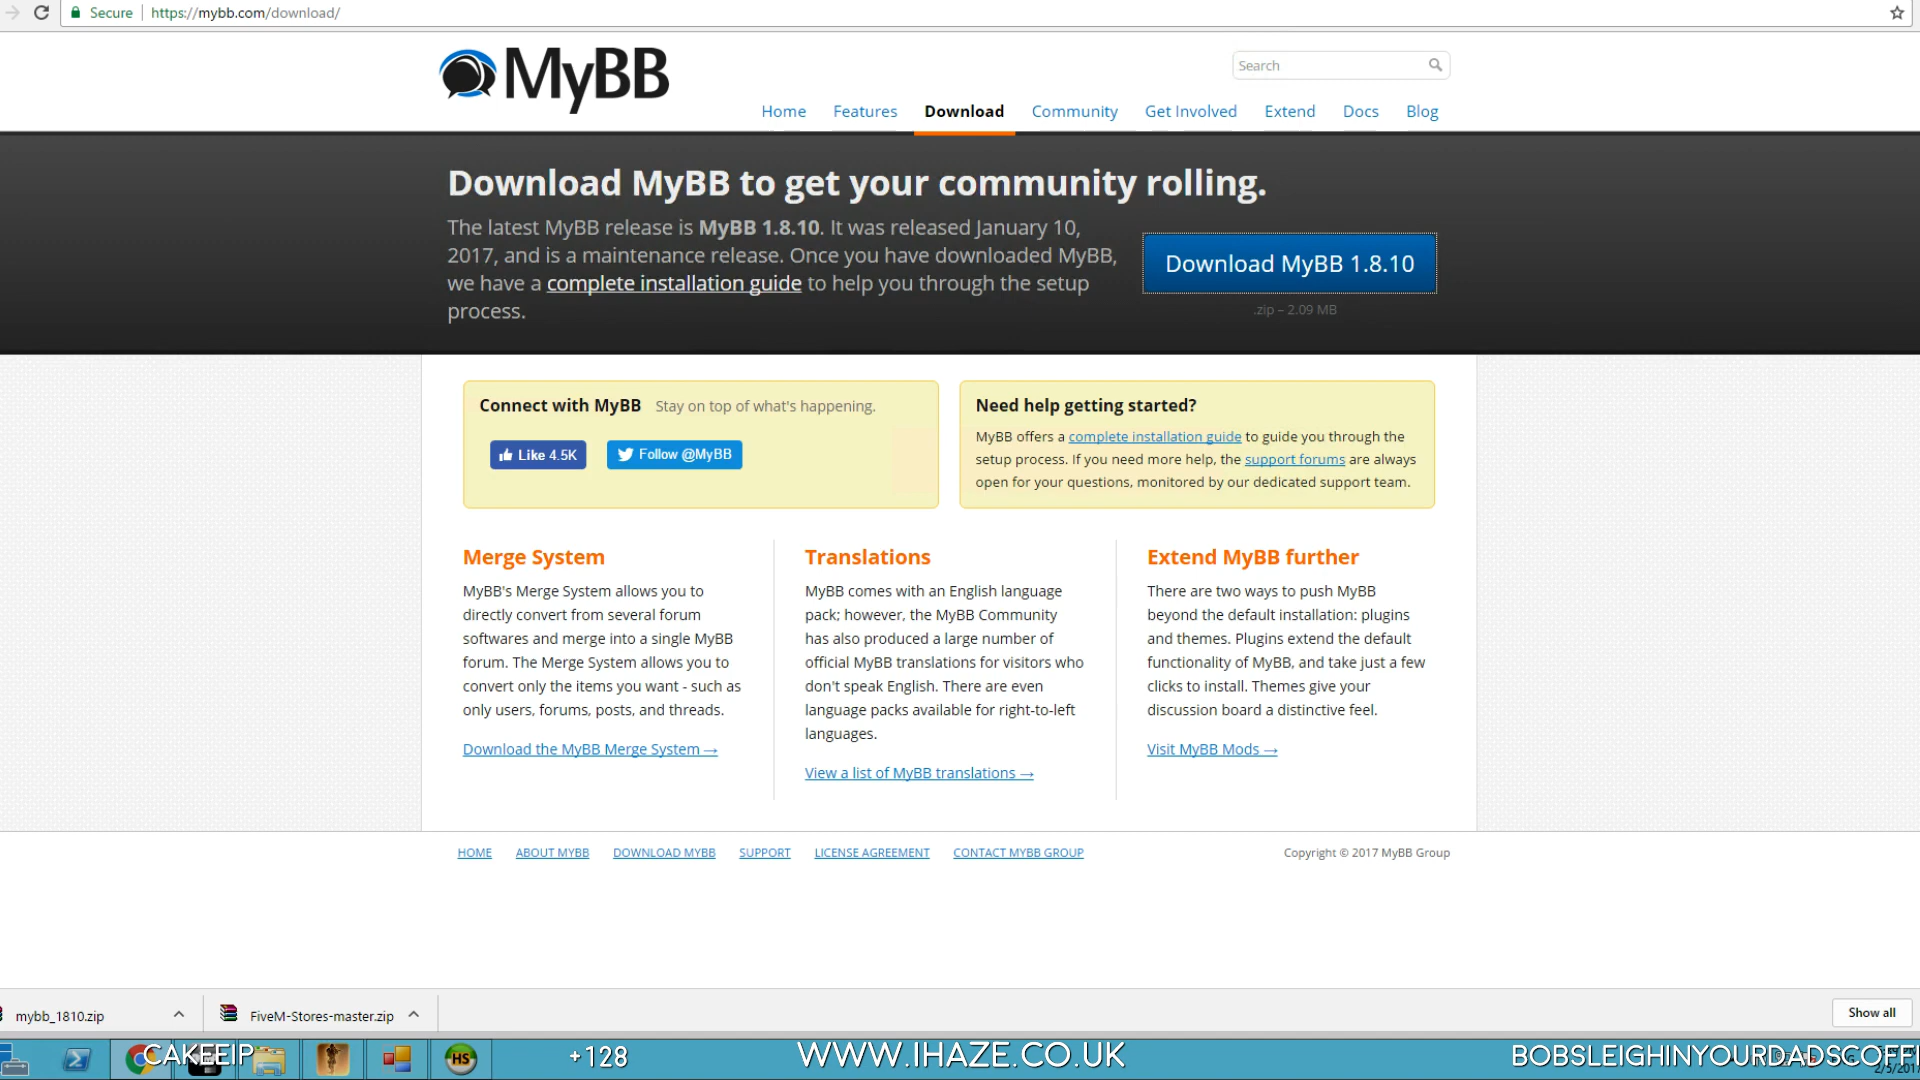 Secure https://mybb.com/download/
MyBB
Search
Home Features Download Community Get Involved Extend Docs Blog
Download MyBB to get your community rolling.
The latest MyBB release is MyBB 1.8.10. It was released January 10,
2017, and is a maintenance release. Once you have downloaded MyBB,
we have a complete installation guide to help you through the setup
process.
Download MyBB 1.8.10
.zip – 2.09 MB
Connect with MyBB Stay on top of what's happening.
Like 4.5K Follow @MyBB
Need help getting started?
MyBB offers a complete installation guide to guide you through the
setup process. If you need more help, the support forums are always
open for your questions, monitored by our dedicated support team.
Merge System
MyBB's Merge System allows you to
directly convert from several forum
softwares and merge into a single MyBB
forum. The Merge System allows you to
convert only the items you want - such as
only users, forums, posts, and threads.
Download the MyBB Merge System →
Translations
MyBB comes with an English language
pack; however, the MyBB Community
has also produced a large number of
official MyBB translations for visitors who
don't speak English. There are even
language packs available for right-to-left
languages.
View a list of MyBB translations →
Extend MyBB further
There are two ways to push MyBB
beyond the default installation: plugins
and themes. Plugins extend the default
functionality of MyBB, and take just a few
clicks to install. Themes give your
discussion board a distinctive feel.
Visit MyBB Mods →
HOME ABOUT MYBB DOWNLOAD MYBB SUPPORT LICENSE AGREEMENT CONTACT MYBB GROUP Copyright © 2017 MyBB Group
mybb_1810.zip FiveM-Stores-master.zip Show all
CAKEEIP HS +128 WWW.IHAZE.CO.UK BOBSLEIGHINYOURDADSCOFFI